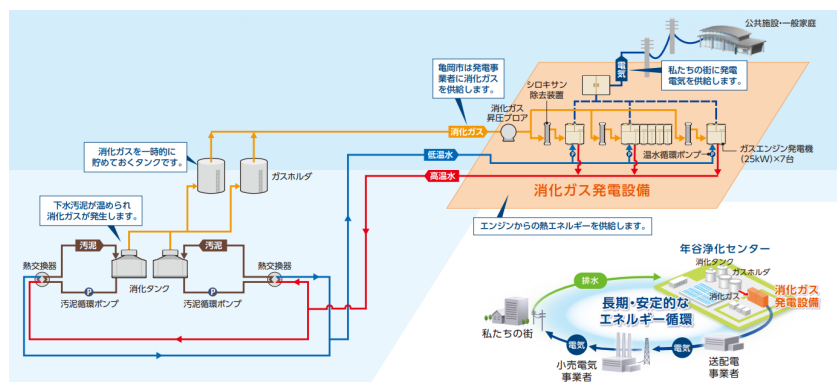 公共施設・一般家庭
電気
私たちの街に発電
電気を供給します。
亀岡市は発電事
業者に消化ガス
を供給します。
シロキサン
除去装置
消化ガス
昇圧ブロア
消化ガス
低温水
高温水
温水循環ポンプ
ガスエンジン発電機
(25kW)×7台
消化ガス発電設備
エンジンからの熱エネルギーを供給します。
消化ガスを一時的に
貯めておくタンクです。
ガスホルダ
下水汚泥が温められ
消化ガスが発生します。
汚泥
汚泥
熱交換器
熱交換器
P
P
汚泥循環ポンプ
消化タンク
汚泥循環ポンプ
年谷浄化センター
消化タンク
ガスホルダ
消化ガス
消化ガス
発電設備
排水
長期・安定的な
エネルギー循環
私たちの街
電気
電気
小売電気
事業者
送配電
事業者